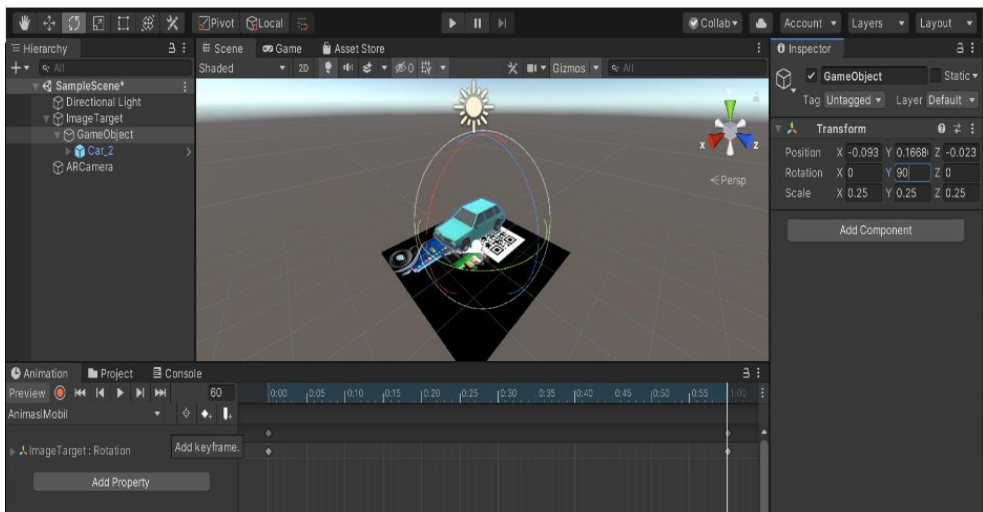 Pivot Local Collab Account Layers Layout
Hierarchy
All
SampleScene*
Directional Light
ImageTarget
GameObject
Car_2
ARCamera
Scene Game Asset Store
Shaded 2D 0 Gizmos All
x z
Persp
Inspector
GameObject Static
Tag Untagged Layer Default
Transform
Position X -0.093 Y 0.1668 Z -0.023
Rotation X 0 Y 90 Z 0
Scale X 0.25 Y 0.25 Z 0.25
Add Component
Animation Project Console
Preview 60 0:00 0:05 0:10 0:15 0:20 0:25 0:30 0:35 0:40 0:45 0:50 0:55 1:00
AnimasiMobil
ImageTarget : Rotation
Add keyframe.
Add Property